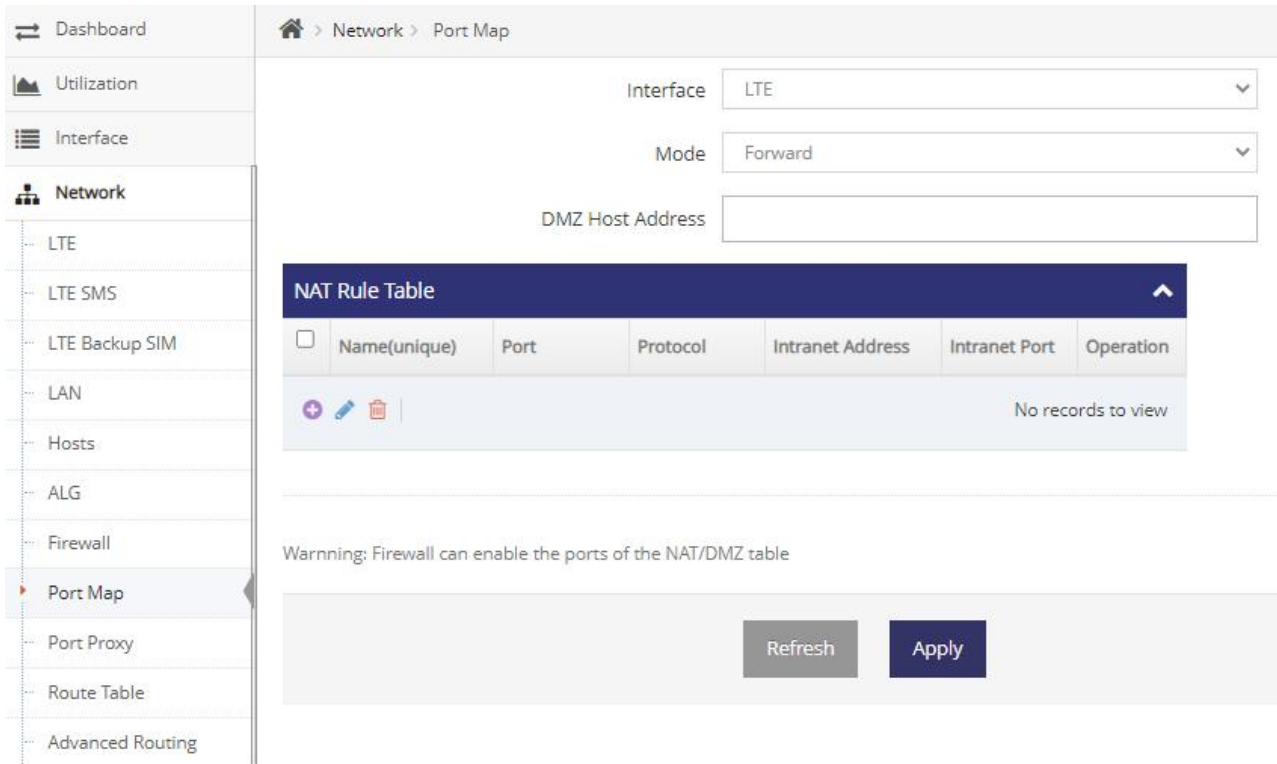 Dashboard
Utilization
Interface
Network
LTE
LTE SMS
LTE Backup SIM
LAN
Hosts
ALG
Firewall
Port Map
Port Proxy
Route Table
Advanced Routing
> Network > Port Map
Interface LTE
Mode Forward
DMZ Host Address
NAT Rule Table
Name(unique) Port Protocol Intranet Address Intranet Port Operation
No records to view
Warnning: Firewall can enable the ports of the NAT/DMZ table
Refresh Apply